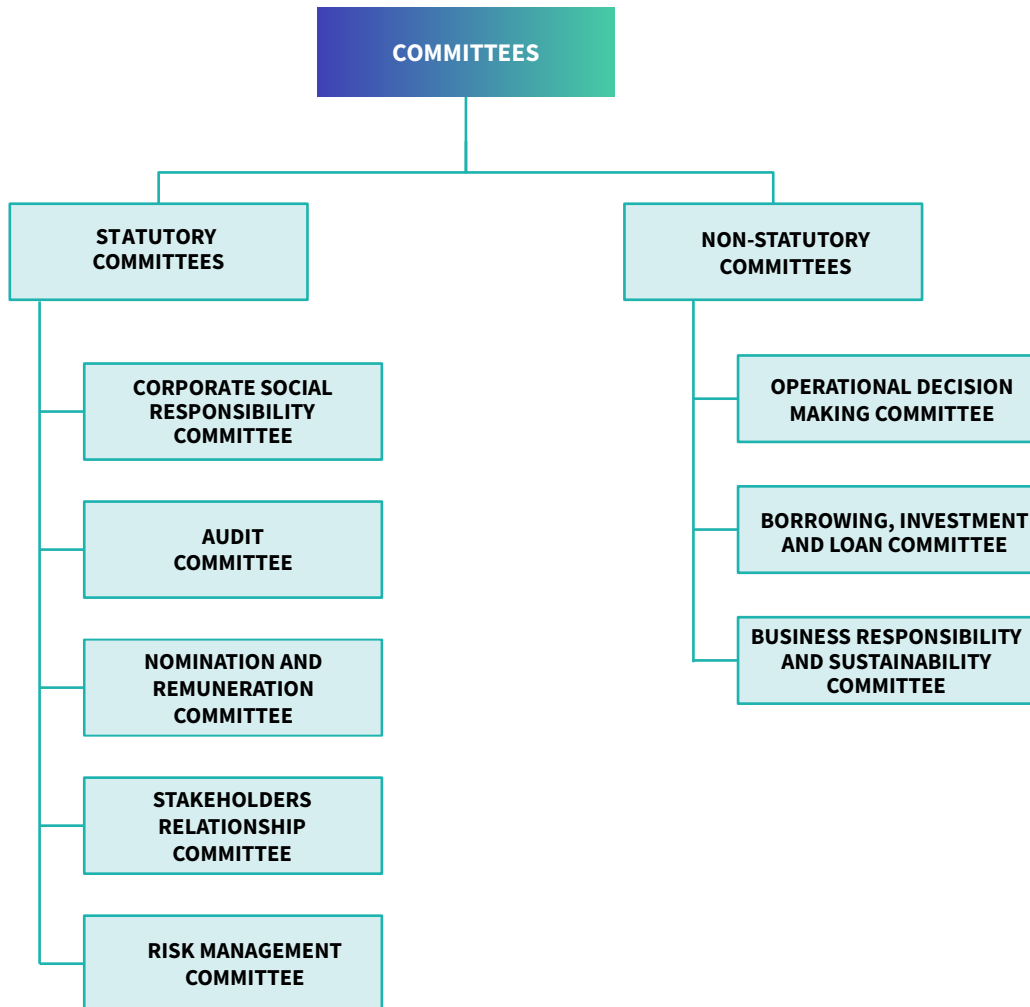 COMMITTEES
STATUTORY
COMMITTEES
CORPORATE SOCIAL
RESPONSIBILITY
COMMITTEE
AUDIT
COMMITTEE
NOMINATION AND
REMUNERATION
COMMITTEE
STAKEHOLDERS
RELATIONSHIP
COMMITTEE
RISK MANAGEMENT
COMMITTEE
NON-STATUTORY
COMMITTEES
OPERATIONAL DECISION
MAKING COMMITTEE
BORROWING, INVESTMENT
AND LOAN COMMITTEE
BUSINESS RESPONSIBILITY
AND SUSTAINABILITY
COMMITTEE